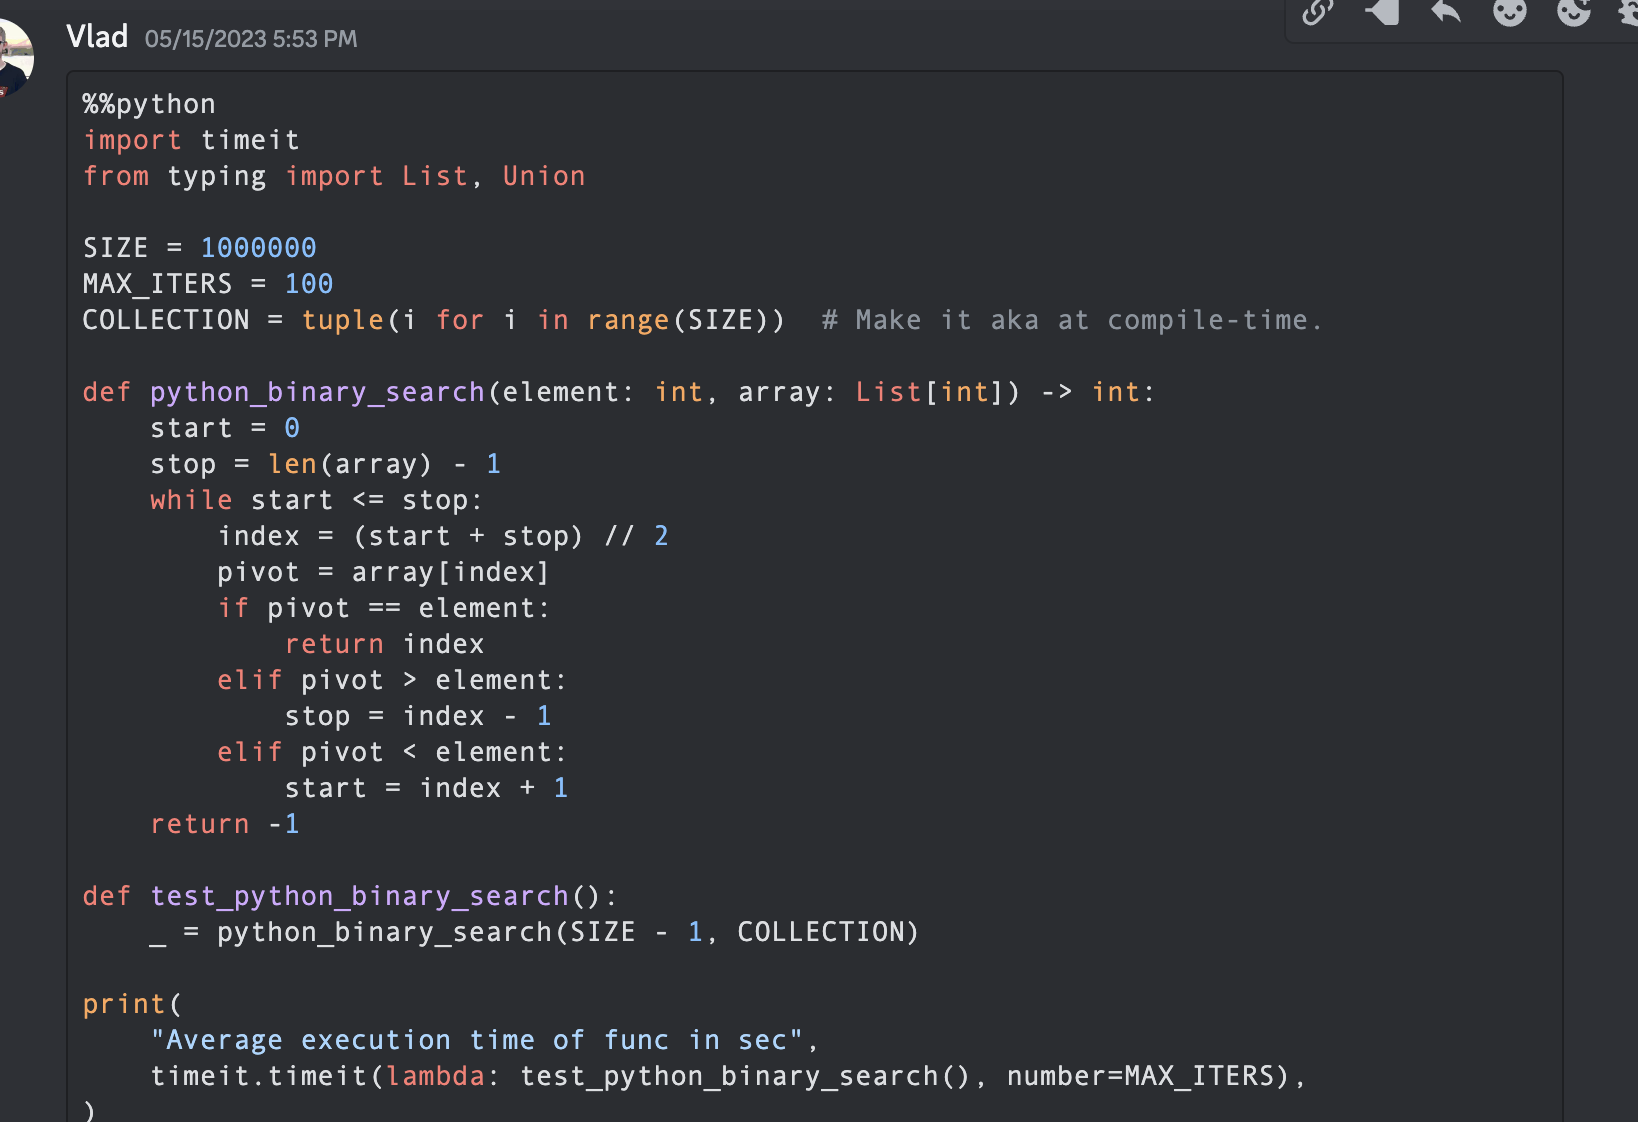 Vlad 05/15/2023 5:53 PM
%%python
import timeit
from typing import List, Union

SIZE = 1000000
MAX_ITERS = 100
COLLECTION = tuple(i for i in range(SIZE))  # Make it aka at compile-time.

def python_binary_search(element: int, array: List[int]) -> int:
    start = 0
    stop = len(array) - 1
    while start <= stop:
        index = (start + stop) // 2
        pivot = array[index]
        if pivot == element:
            return index
        elif pivot > element:
            stop = index - 1
        elif pivot < element:
            start = index + 1
    return -1

def test_python_binary_search():
    _ = python_binary_search(SIZE - 1, COLLECTION)

print(
    "Average execution time of func in sec",
    timeit.timeit(lambda: test_python_binary_search(), number=MAX_ITERS),
)